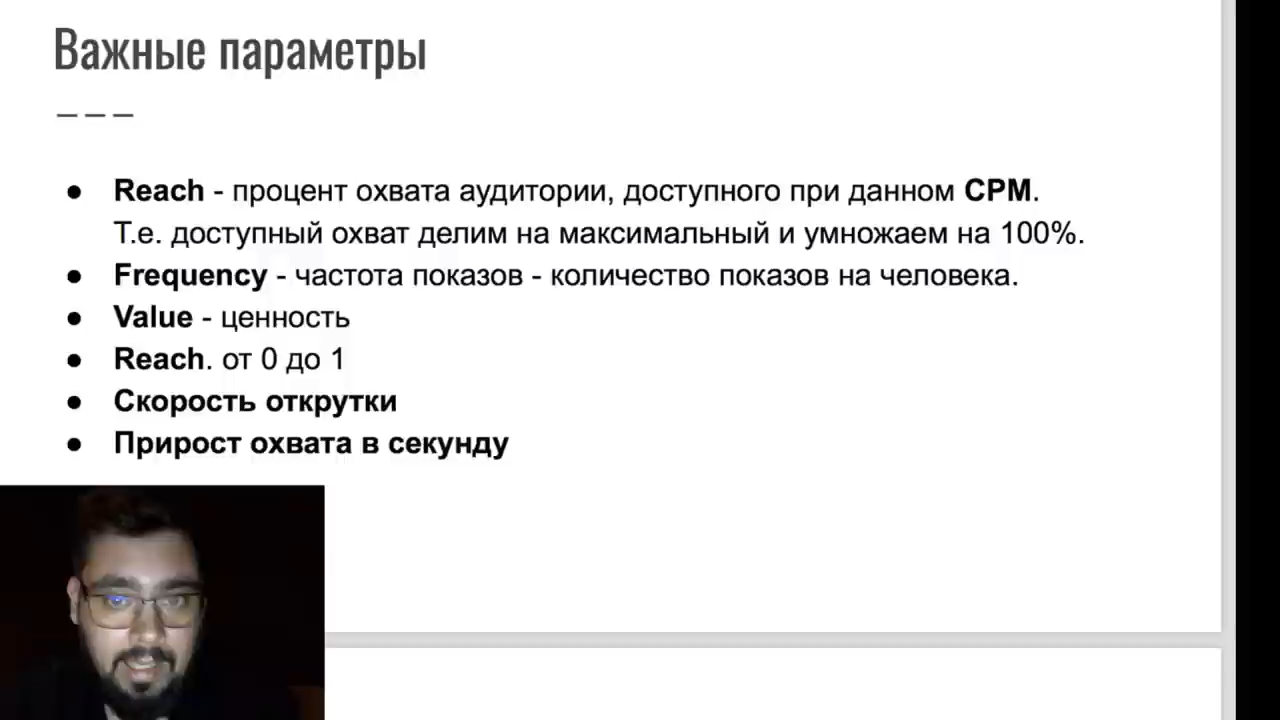 Важные параметры
● Reach - процент охвата аудитории, доступного при данном CPM.
Т.е. доступный охват делим на максимальный и умножаем на 100%.
● Frequency - частота показов - количество показов на человека.
● Value - ценность
● Reach. от 0 до 1
● Скорость открутки
● Прирост охвата в секунду